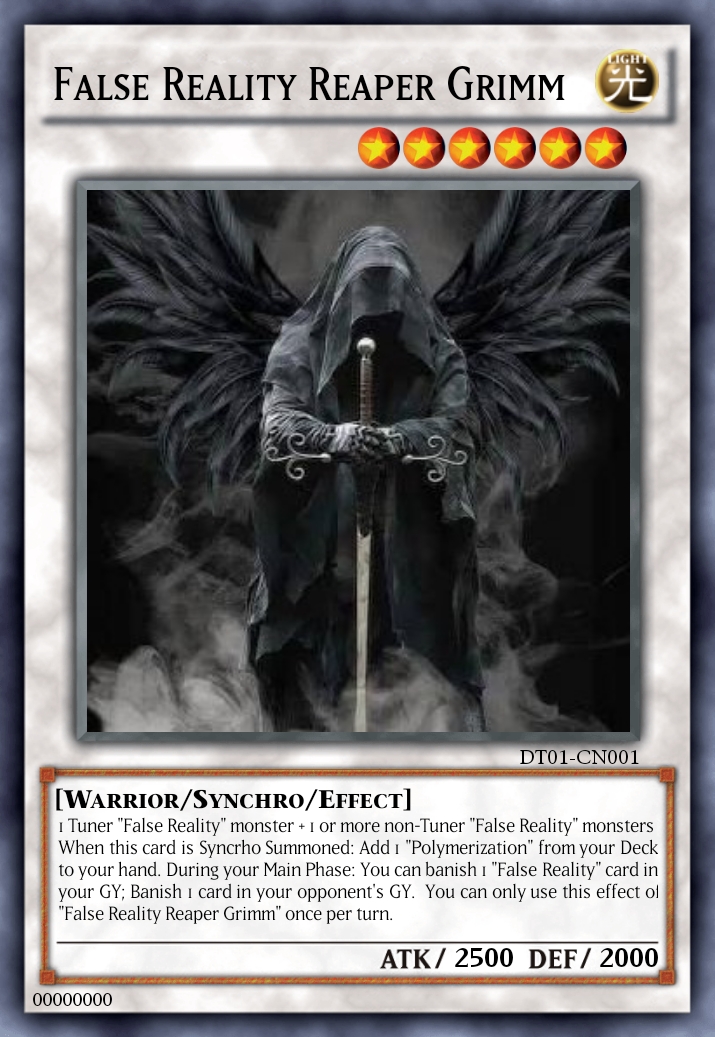 False Reality Reaper Grimm
LIGHT
光
DT01-CN001
[Warrior/Synchro/Effect]
1 Tuner "False Reality" monster + 1 or more non-Tuner "False Reality" monsters
When this card is Syncrho Summoned: Add 1 "Polymerization" from your Deck
to your hand. During your Main Phase: You can banish 1 "False Reality" card in
your GY; Banish 1 card in your opponent's GY. You can only use this effect of
"False Reality Reaper Grimm" once per turn.
ATK/ 2500 DEF/ 2000
00000000